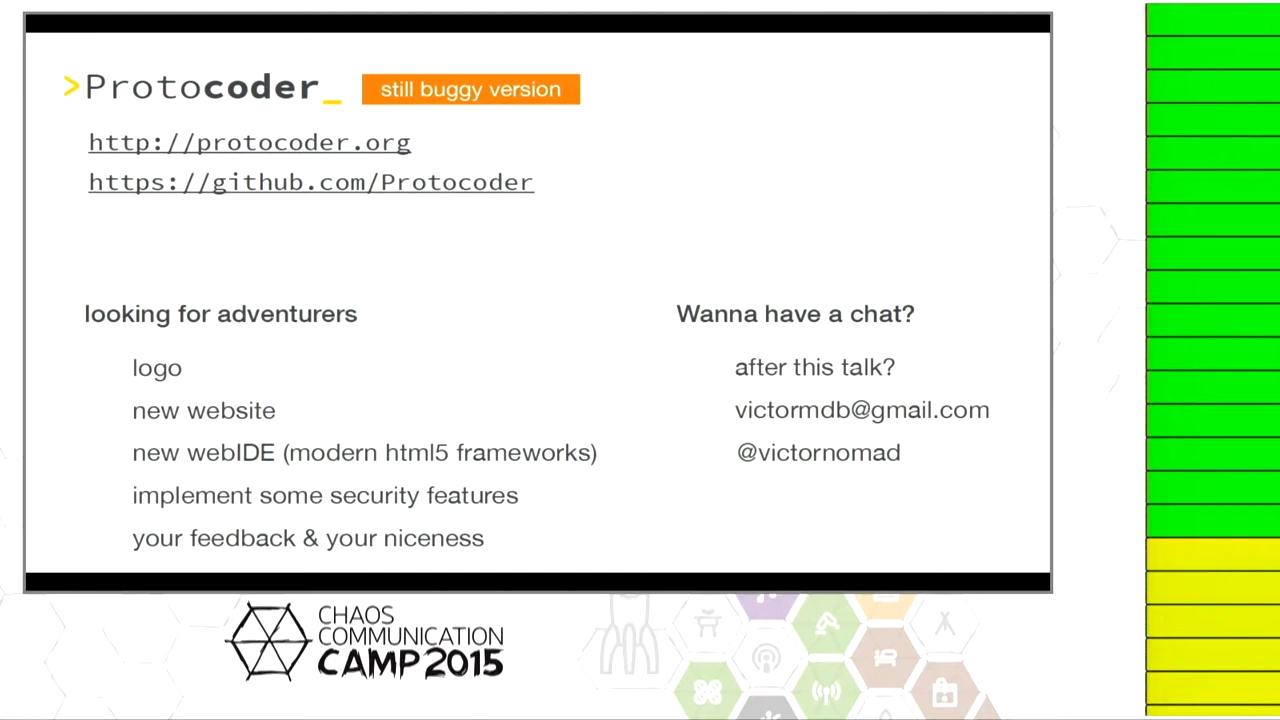 >Protocoder_ still buggy version
http://protocoder.org
https://github.com/Protocoder
looking for adventurers
logo
new website
new webIDE (modern html5 frameworks)
implement some security features
your feedback & your niceness
Wanna have a chat?
after this talk?
victormdb@gmail.com
@victornomad
CHAOS
COMMUNICATION
CAMP 2015